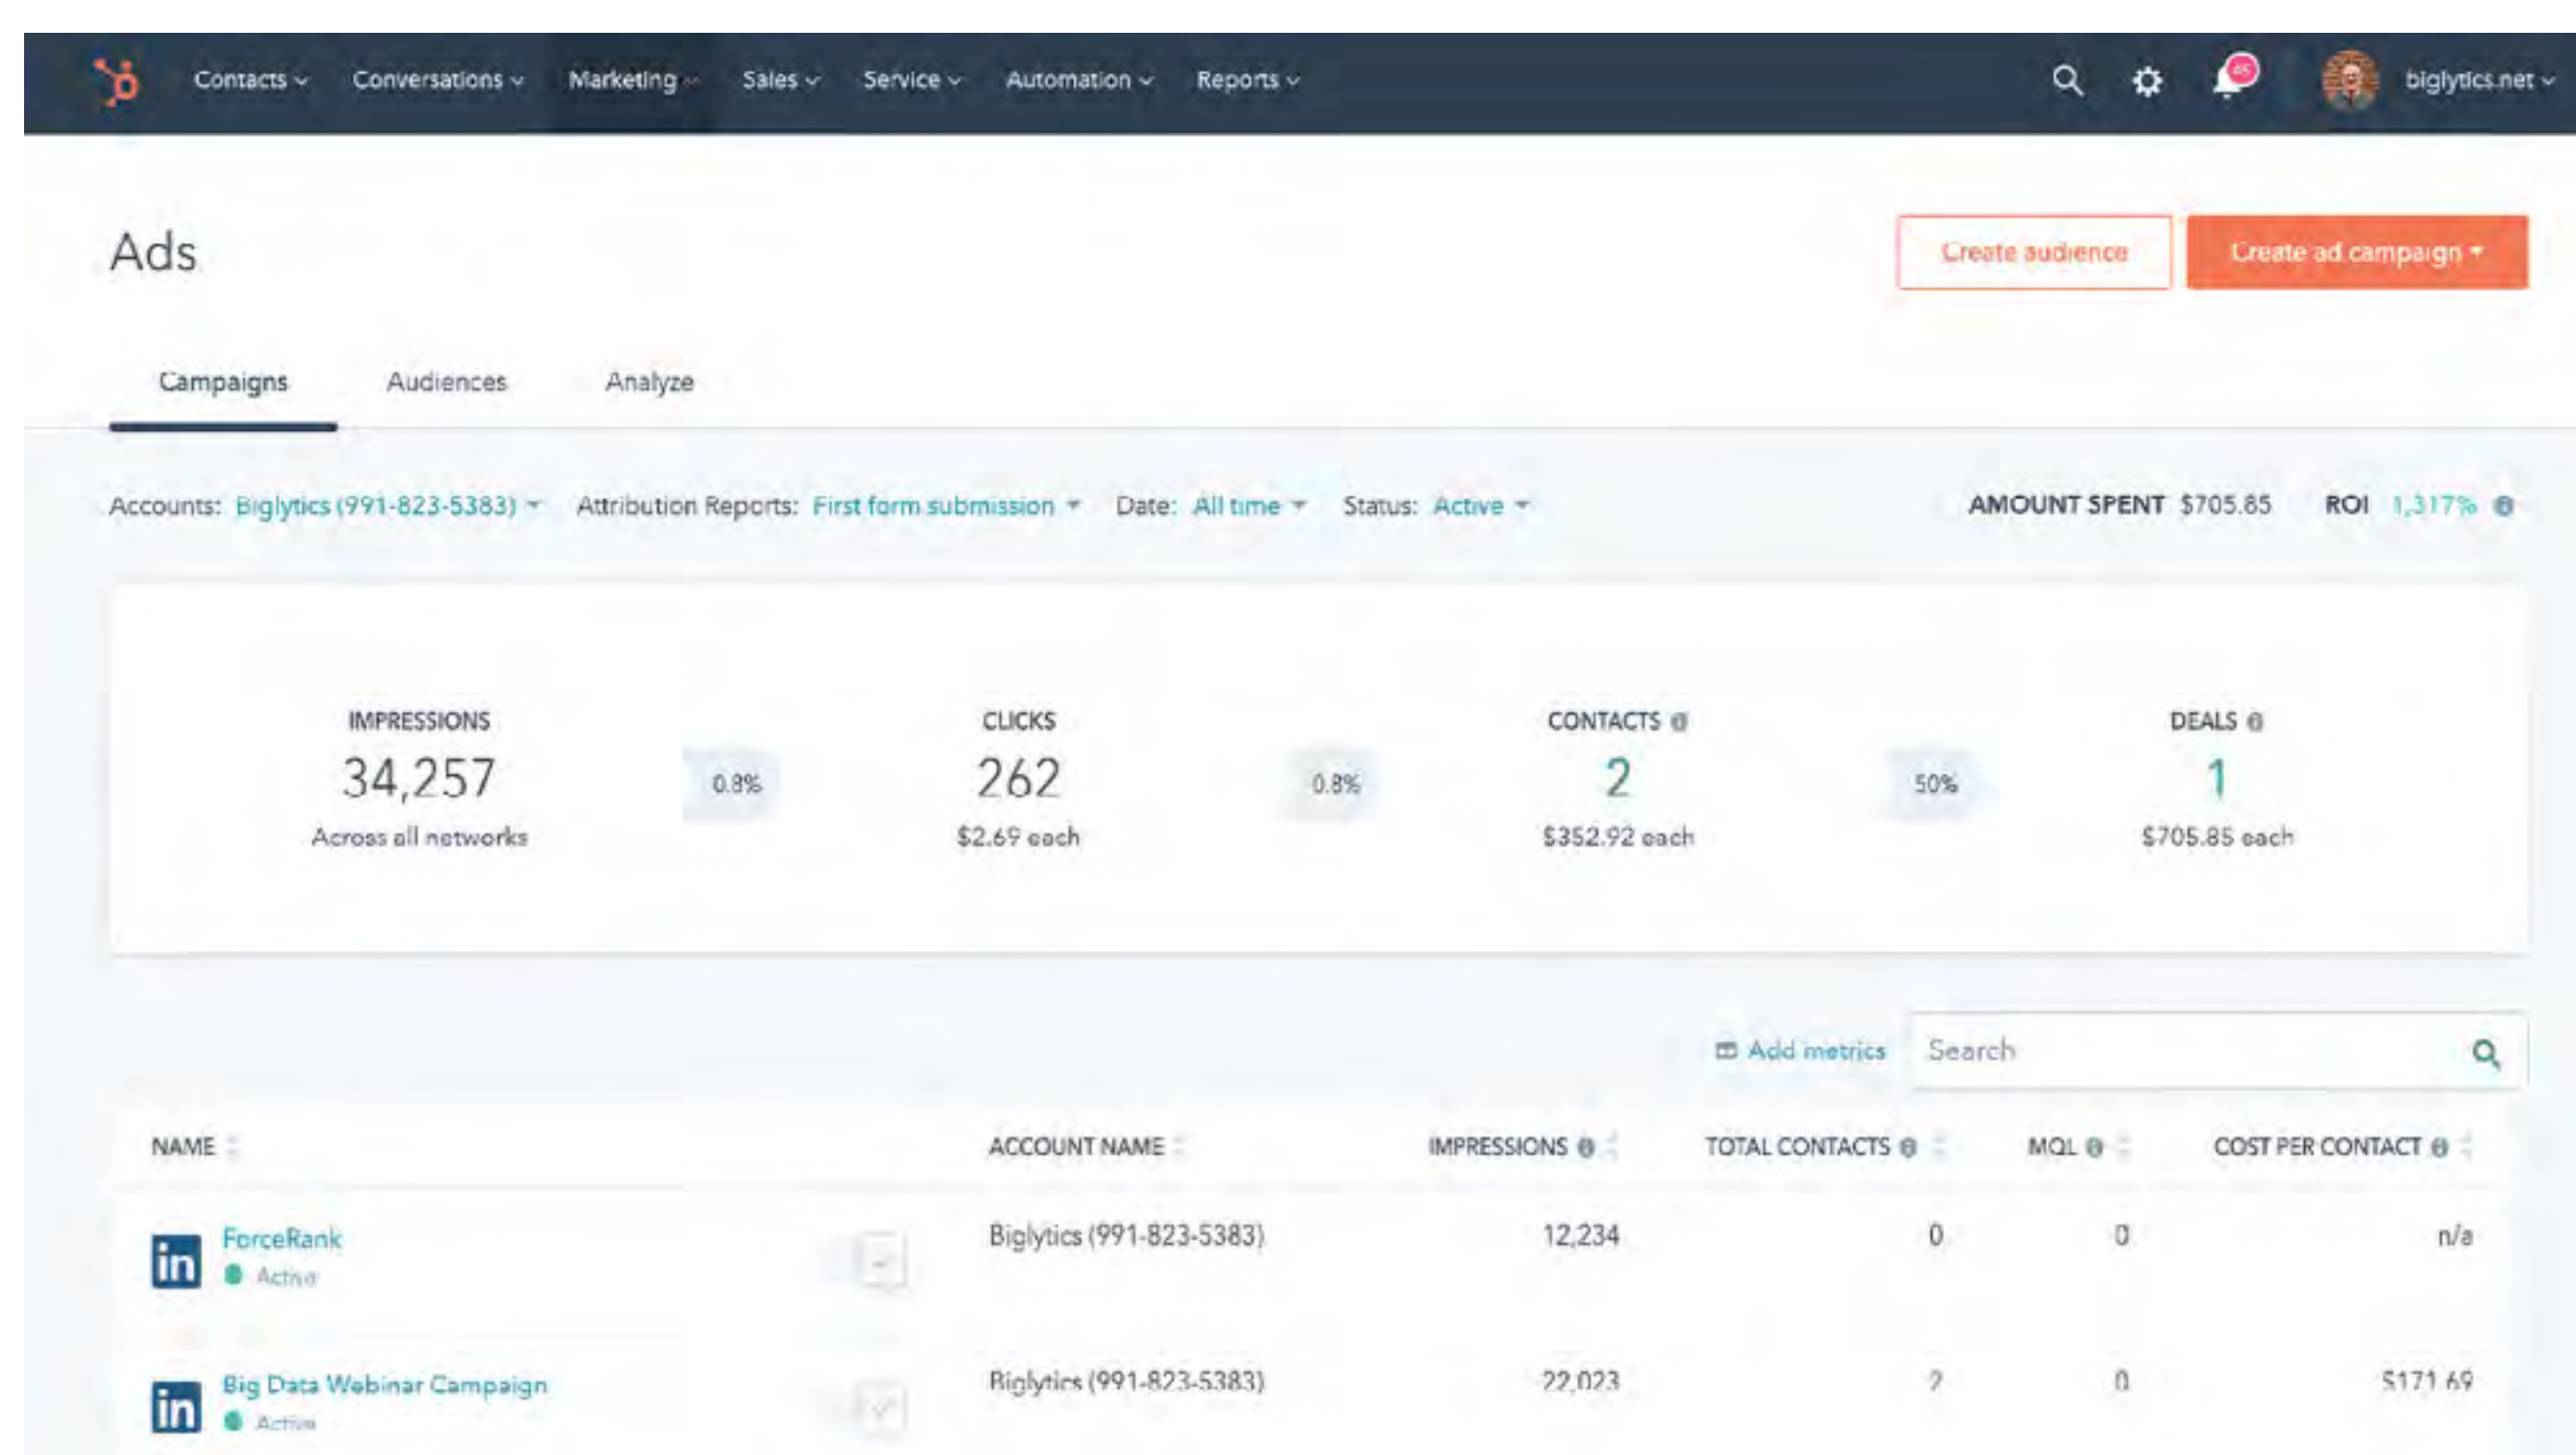 Contacts Conversations Marketing Sales Service Automation Reports biglytics.net
Ads
Create audience Create ad campaign
Campaigns Audiences Analyze
Accounts: Biglytics (991-823-5383) Attribution Reports: First form submission Date: All time Status: Active AMOUNT SPENT $705.85 ROI 1,317%
IMPRESSIONS CLICKS CONTACTS DEALS
34,257 0.8% 262 0.8% 2 50% 1
Across all networks $2.69 each $352.92 each $705.85 each
Add metrics Search
NAME ACCOUNT NAME IMPRESSIONS TOTAL CONTACTS MQL COST PER CONTACT
in ForceRank Biglytics (991-823-5383) 12,234 0 0 n/a
Active
in Big Data Webinar Campaign Biglytics (991-823-5383) 22,023 2 0 $171.69
Active